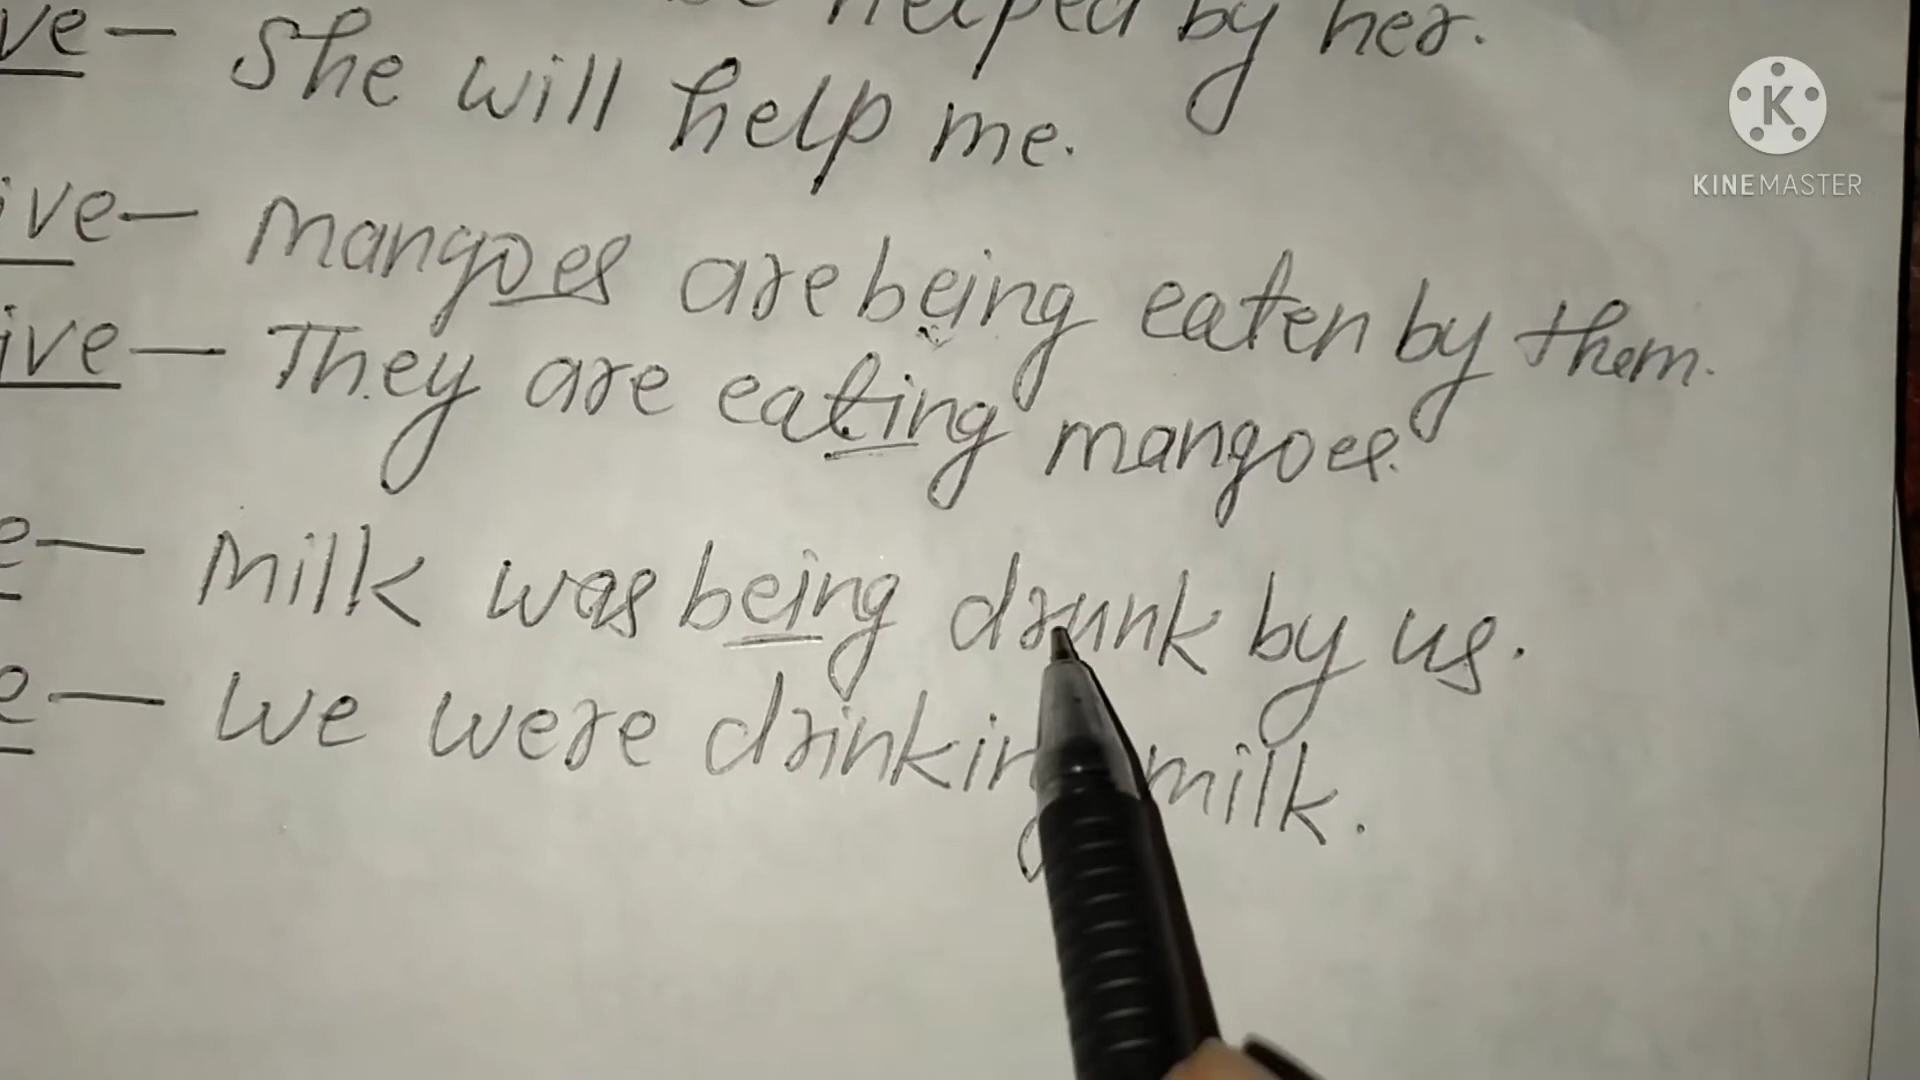 helped by her.
ve - She will help me.
ive - Mangoes are being eaten by them.
ive - They are eating mangoes.
e - Milk was being drunk by us.
e - We were drinking milk.
K
KINEMASTER